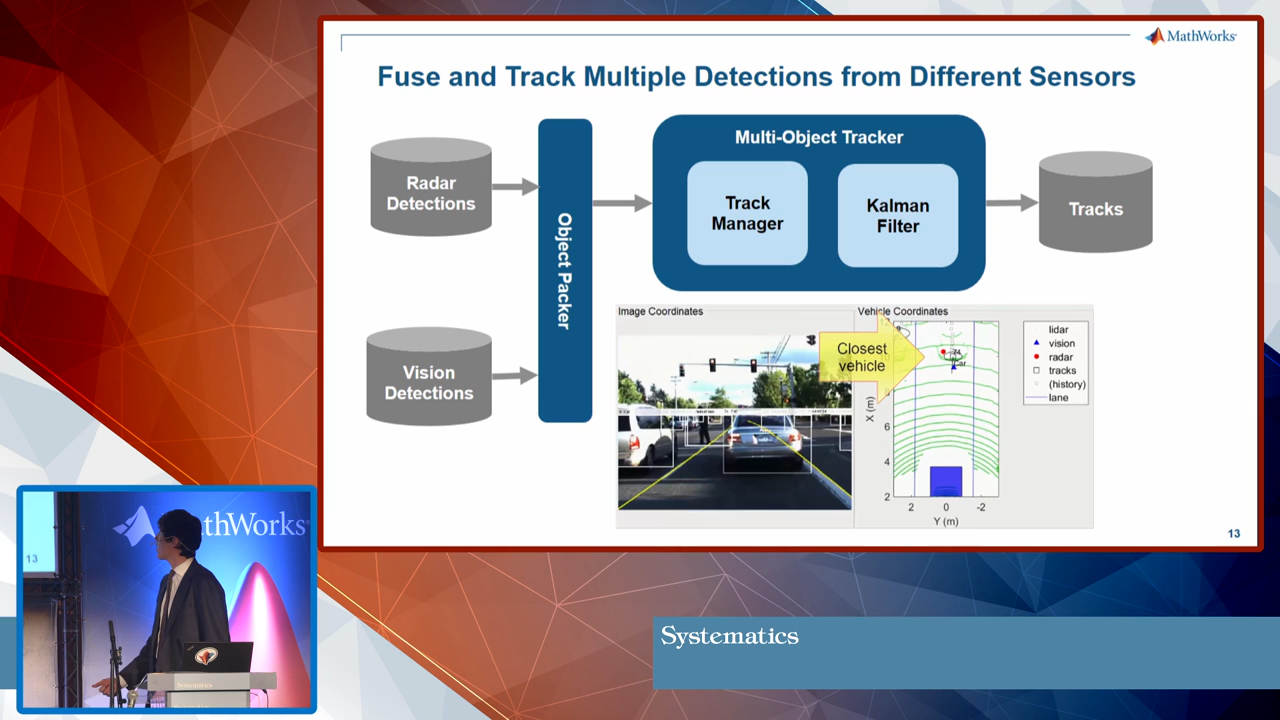 MathWorks
Fuse and Track Multiple Detections from Different Sensors
Radar
Detections
Object Packer
Multi-Object Tracker
Track
Manager
Kalman
Filter
Tracks
Vision
Detections
Image Coordinates
Vehicle Coordinates
Closest
vehicle
lidar
vision
radar
tracks
(history)
lane
X (m)
6
4
2
2
0
-2
Y (m)
13
13
MathWorks
Systematics
Systematics